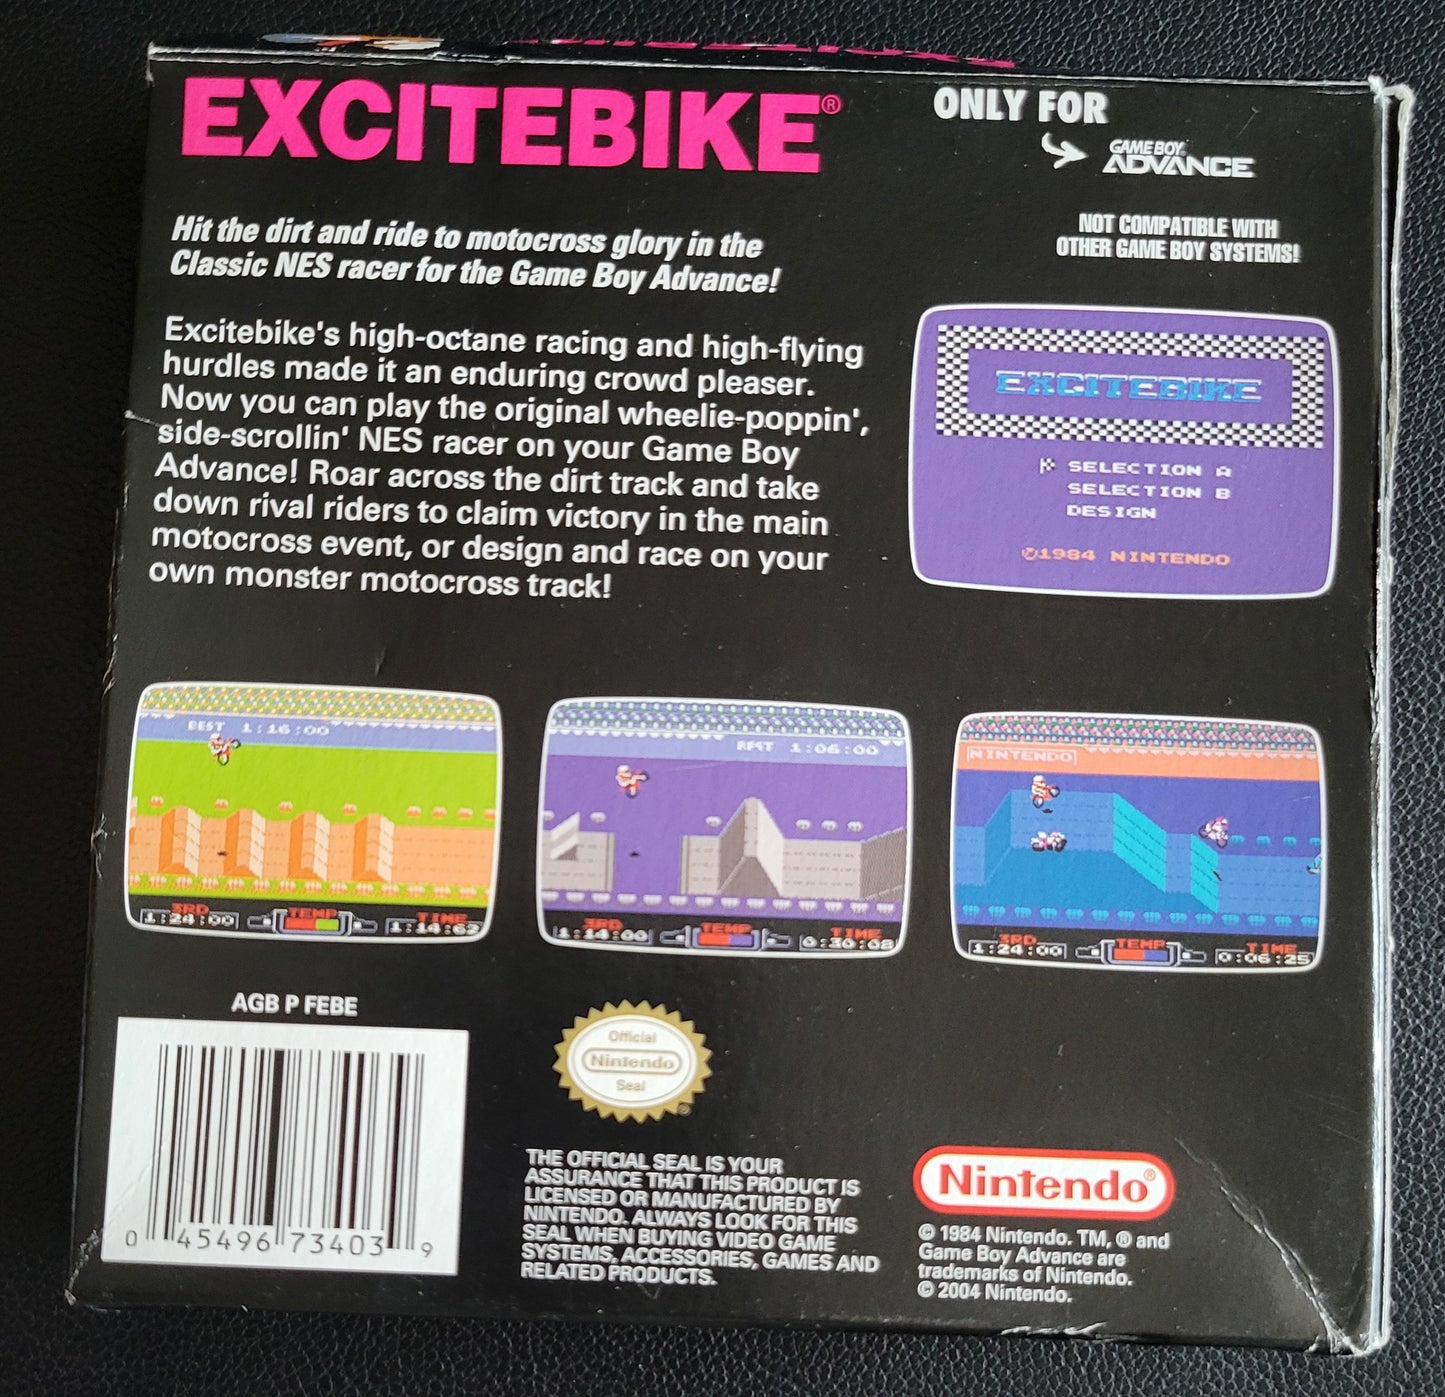 EXCITEBIKE®
ONLY FOR
GAME BOY
ADVANCE
NOT COMPATIBLE WITH
OTHER GAME BOY SYSTEMS!
Hit the dirt and ride to motocross glory in the
Classic NES racer for the Game Boy Advance!
Excitebike's high-octane racing and high-flying
hurdles made it an enduring crowd pleaser.
Now you can play the original wheelie-poppin',
side-scrollin' NES racer on your Game Boy
Advance! Roar across the dirt track and take
down rival riders to claim victory in the main
motocross event, or design and race on your
own monster motocross track!
EXCITEBIKE
SELECTION A
SELECTION B
DESIGN
©1984 NINTENDO
BEST 1:16:00
3RD TEMP TIME
1:24:00 1:14:63
BEST 1:06:00
3RD TEMP TIME
1:14:00 0:30:08
NINTENDO
3RD TEMP TIME
1:24:00 0:06:25
AGB P FEBE
0 45496 73403 9
Official
Nintendo
Seal
®
THE OFFICIAL SEAL IS YOUR
ASSURANCE THAT THIS PRODUCT IS
LICENSED OR MANUFACTURED BY
NINTENDO. ALWAYS LOOK FOR THIS
SEAL WHEN BUYING VIDEO GAME
SYSTEMS, ACCESSORIES, GAMES AND
RELATED PRODUCTS.
Nintendo®
© 1984 Nintendo. TM, ® and
Game Boy Advance are
trademarks of Nintendo.
© 2004 Nintendo.